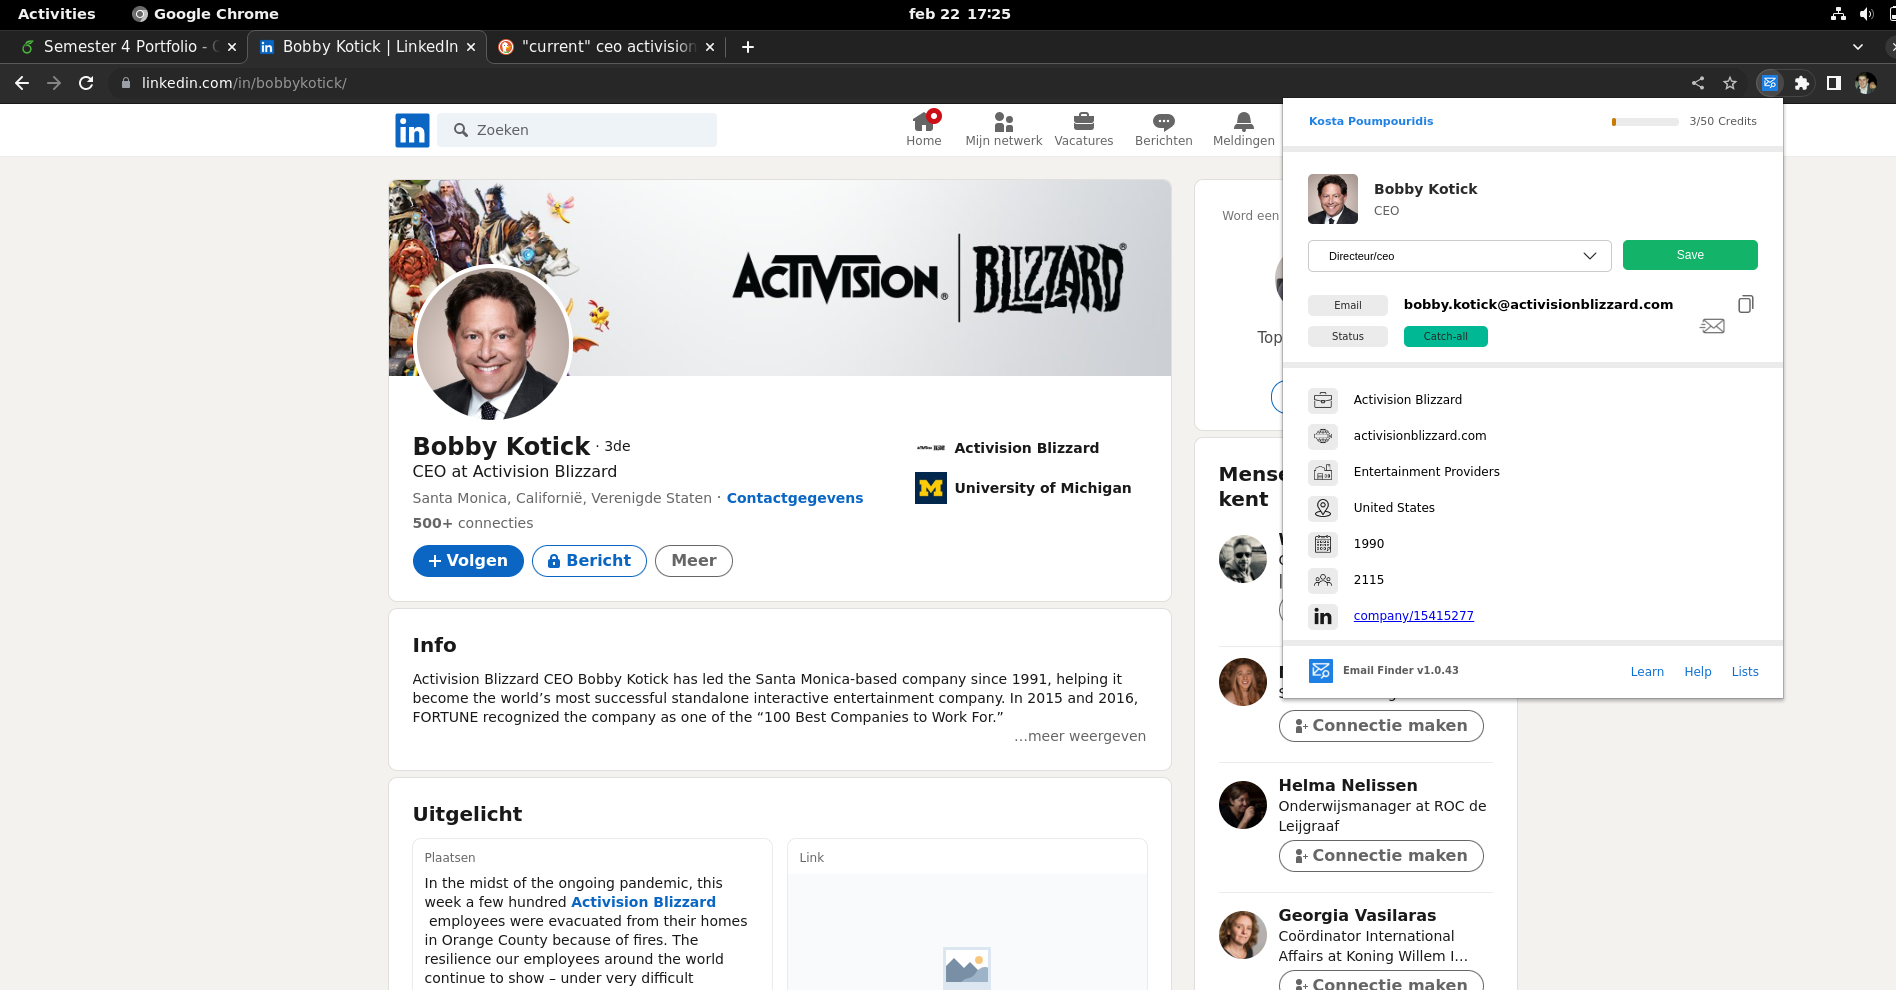 Activities
Google Chrome
feb 22 17:25
Semester 4 Portfolio -
Bobby Kotick | LinkedIn
"current" ceo activision
linkedin.com/in/bobbykotick/
in
Zoeken
Home
Mijn netwerk
Vacatures
Berichten
Meldingen
ACTIVISION® BLIZZARD®
Bobby Kotick · 3de
CEO at Activision Blizzard
Santa Monica, Californië, Verenigde Staten · Contactgegevens
500+ connecties
+ Volgen
Bericht
Meer
Activision Blizzard
M University of Michigan
Info
Activision Blizzard CEO Bobby Kotick has led the Santa Monica-based company since 1991, helping it
become the world’s most successful standalone interactive entertainment company. In 2015 and 2016,
FORTUNE recognized the company as one of the “100 Best Companies to Work For.”
…meer weergeven
Uitgelicht
Plaatsen
In the midst of the ongoing pandemic, this
week a few hundred Activision Blizzard
employees were evacuated from their homes
in Orange County because of fires. The
resilience our employees around the world
continue to show – under very difficult
Link
Word een
Top
kent
Connectie maken
Helma Nelissen
Onderwijsmanager at ROC de
Leijgraaf
Connectie maken
Georgia Vasilaras
Coördinator International
Affairs at Koning Willem I…
Connectie maken
Kosta Poumpouridis
3/50 Credits
Bobby Kotick
CEO
Directeur/ceo
Save
Email
bobby.kotick@activisionblizzard.com
Status
Catch-all
Activision Blizzard
activisionblizzard.com
Entertainment Providers
United States
1990
2115
in company/15415277
Email Finder v1.0.43
Learn
Help
Lists